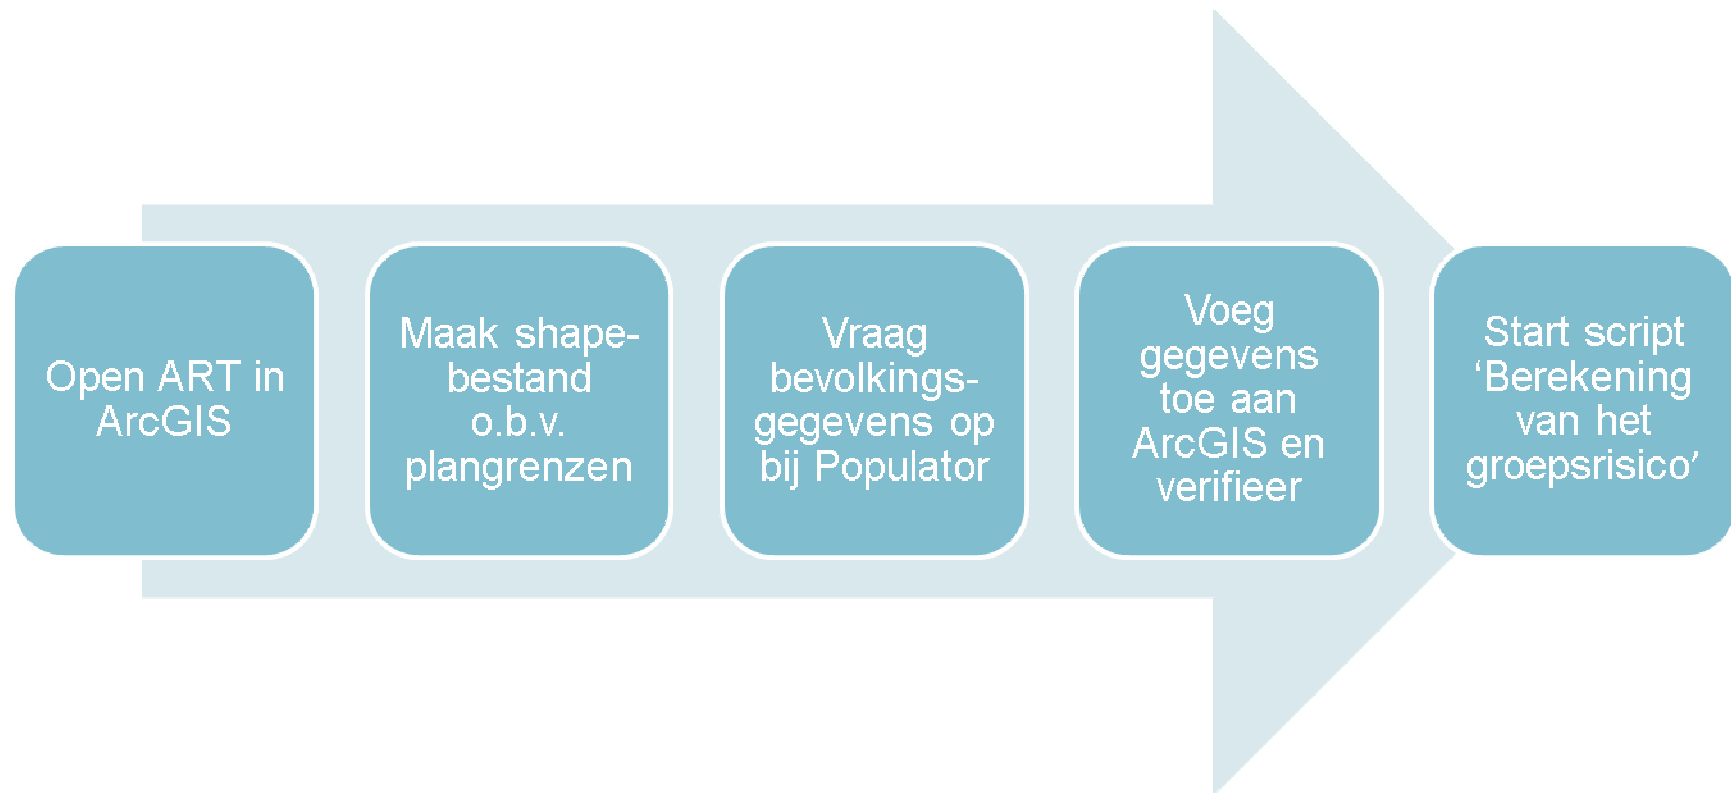 Open ART in
ArcGIS
Maak shape-
bestand
o.b.v.
plangrenzen
Vraag
bevolkings-
gegevens op
bij Populator
Voeg
gegevens
toe aan
ArcGIS en
verifieer
Start script
‘Berekening
van het
groepsrisico’